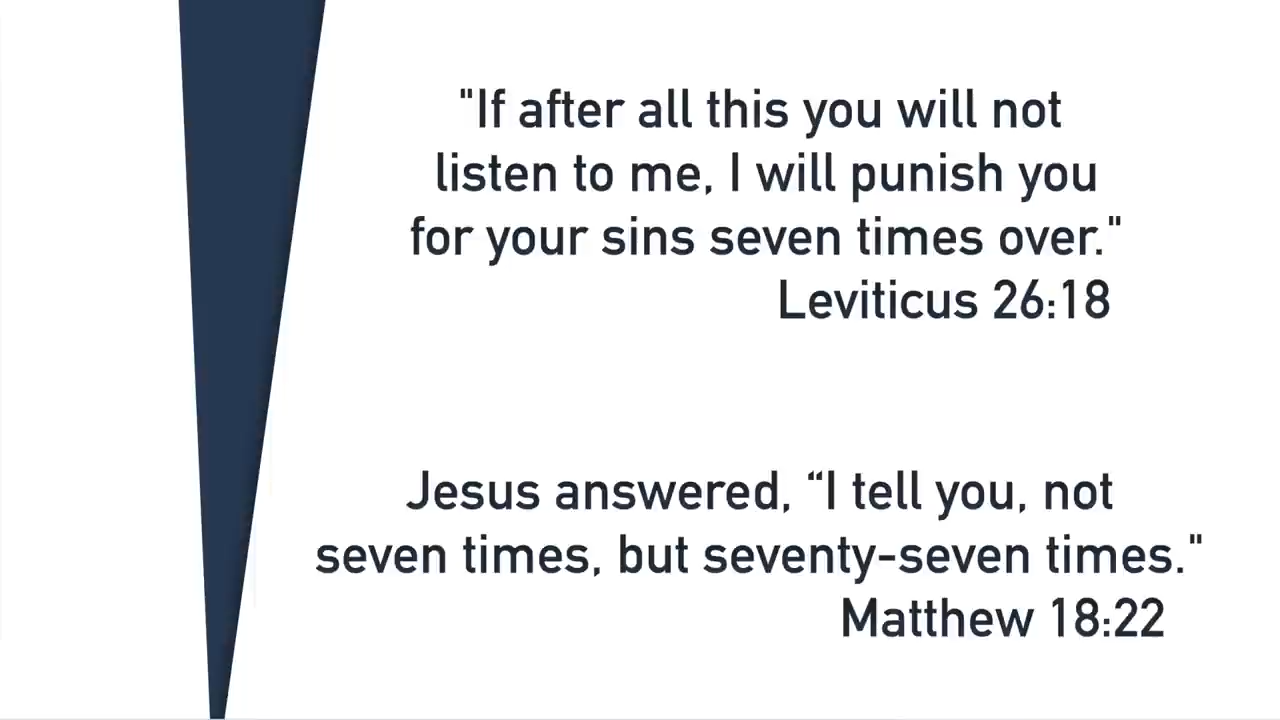 "If after all this you will not
listen to me, I will punish you
for your sins seven times over."
Leviticus 26:18
Jesus answered, “I tell you, not
seven times, but seventy-seven times."
Matthew 18:22